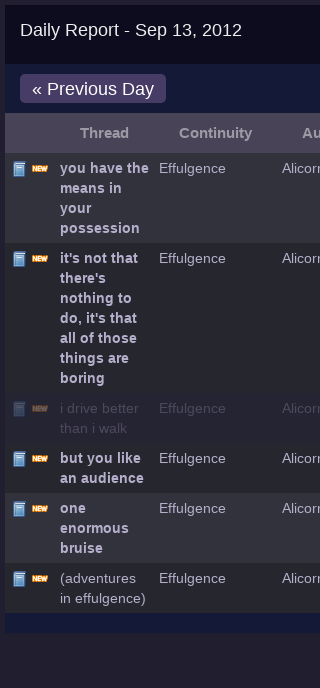 Daily Report - Sep 13, 2012
« Previous Day
Thread Continuity Au
NEW you have the Effulgence Alicorn
means in
your
possession
NEW it's not that Effulgence Alicorn
there's
nothing to
do, it's that
all of those
things are
boring
NEW i drive better Effulgence Alicorn
than i walk
NEW but you like Effulgence Alicorn
an audience
NEW one Effulgence Alicorn
enormous
bruise
NEW (adventures Effulgence Alicorn
in effulgence)